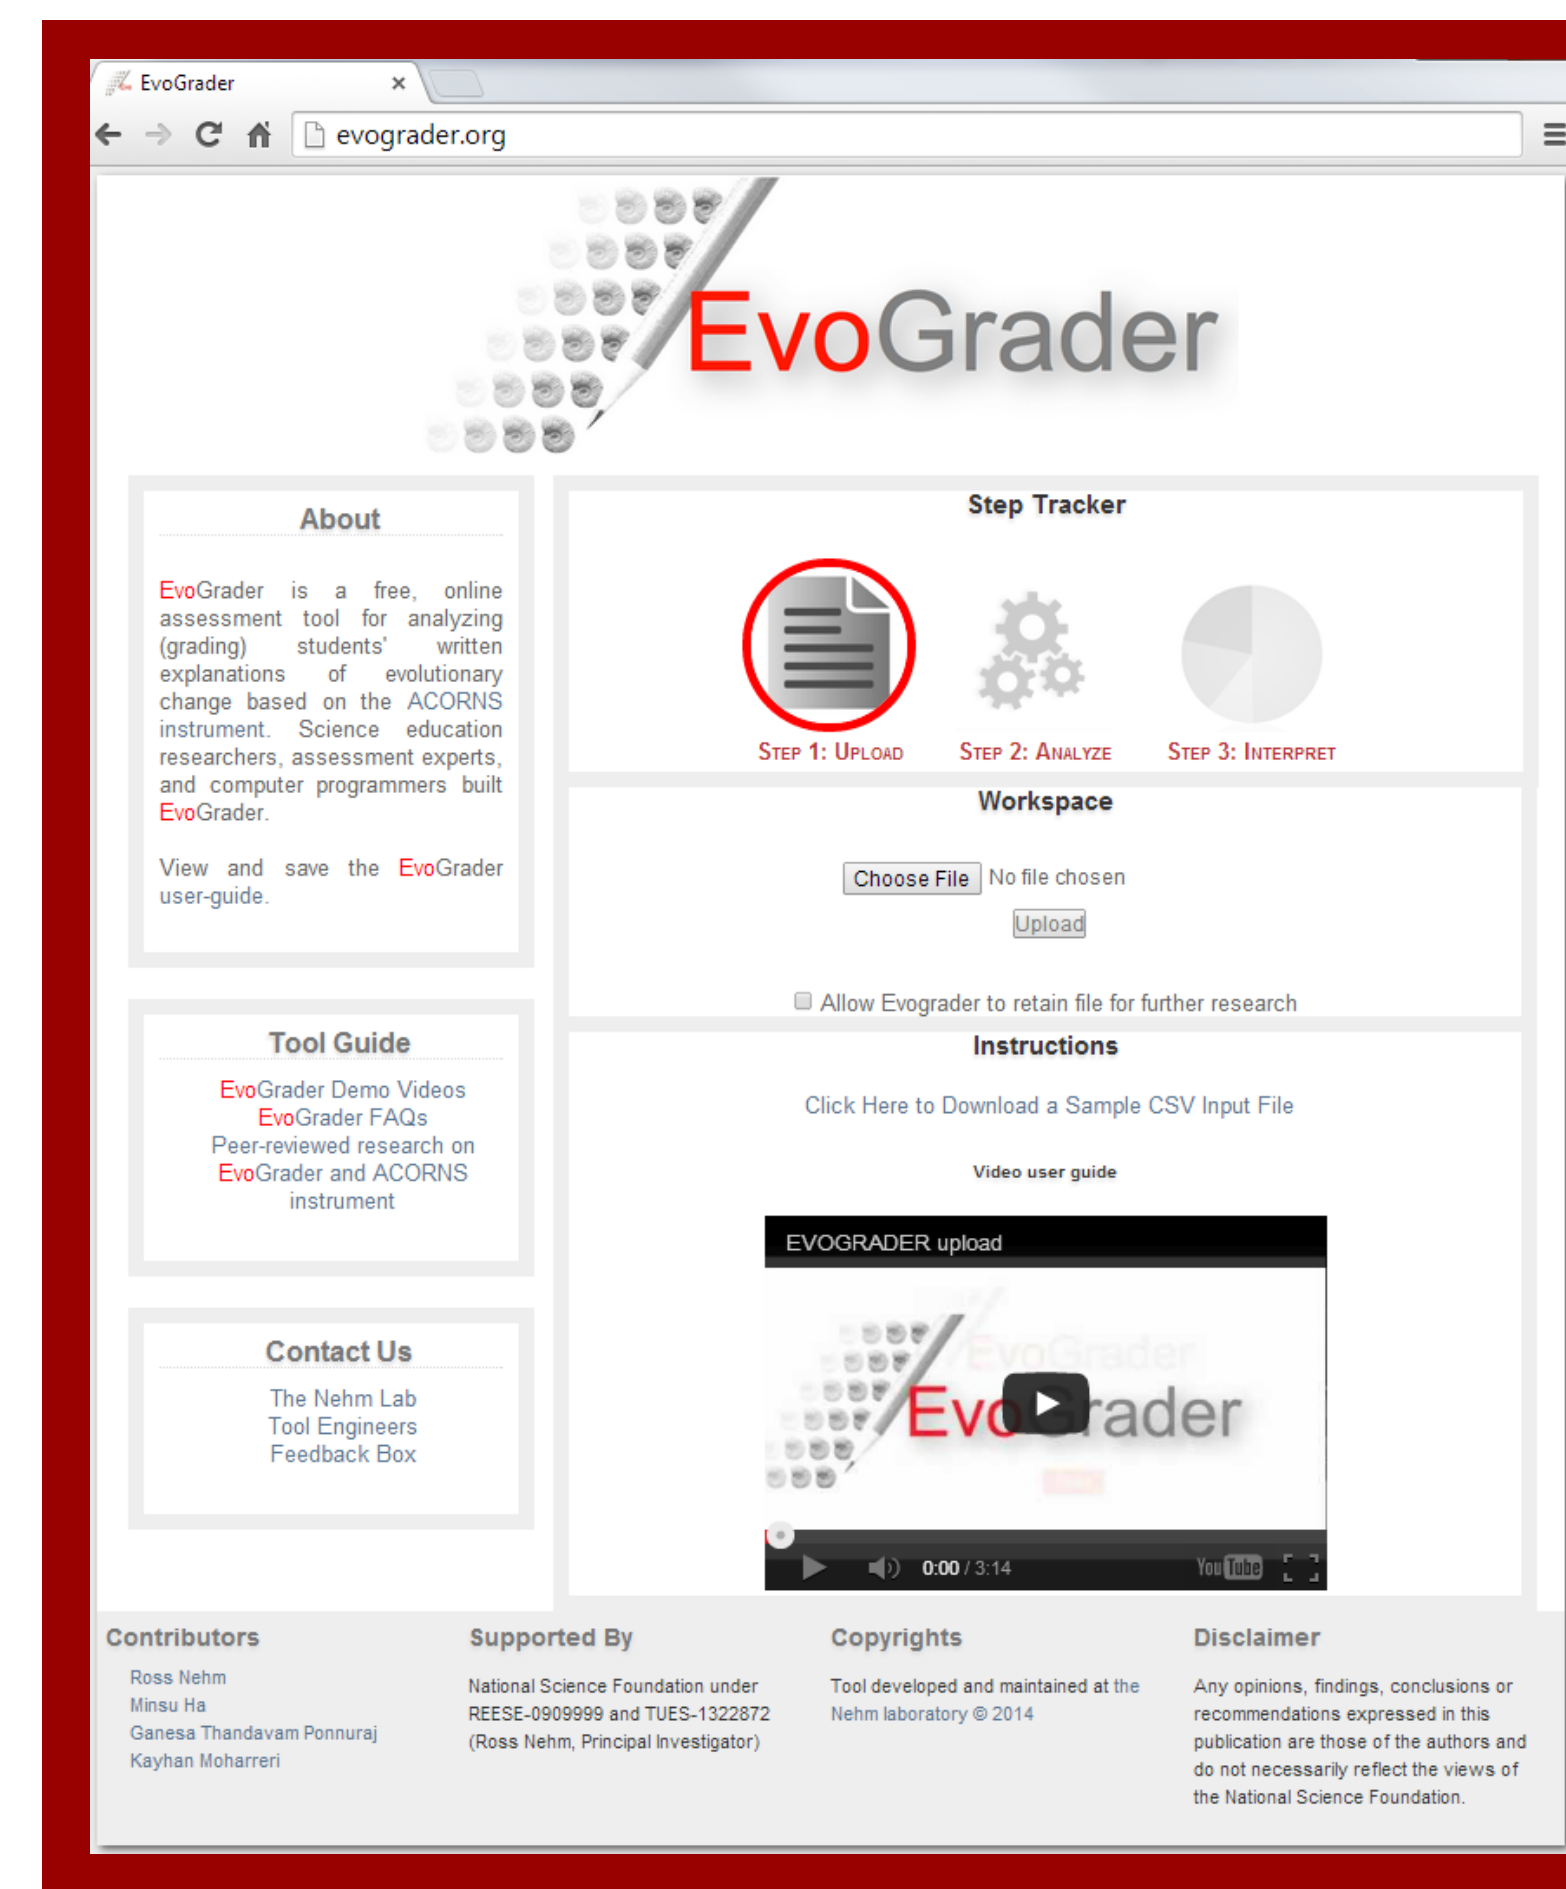 EvoGrader
evograder.org
EvoGrader
About
EvoGrader is a free, online
assessment tool for analyzing
(grading) students' written
explanations of evolutionary
change based on the ACORNS
instrument. Science education
researchers, assessment experts,
and computer programmers built
EvoGrader.
View and save the EvoGrader
user-guide.
Tool Guide
EvoGrader Demo Videos
EvoGrader FAQs
Peer-reviewed research on
EvoGrader and ACORNS
instrument
Contact Us
The Nehm Lab
Tool Engineers
Feedback Box
Step Tracker
STEP 1: UPLOAD STEP 2: ANALYZE STEP 3: INTERPRET
Workspace
Choose File No file chosen
Upload
Allow Evograder to retain file for further research
Instructions
Click Here to Download a Sample CSV Input File
Video user guide
EVOGRADER upload
EvoGrader
EvoGrader
0:00 / 3:14
YouTube
Contributors
Ross Nehm
Minsu Ha
Ganesa Thandavam Ponnuraj
Kayhan Moharreri
Supported By
National Science Foundation under
REESE-0909999 and TUES-1322872
(Ross Nehm, Principal Investigator)
Copyrights
Tool developed and maintained at the
Nehm laboratory © 2014
Disclaimer
Any opinions, findings, conclusions or
recommendations expressed in this
publication are those of the authors and
do not necessarily reflect the views of
the National Science Foundation.